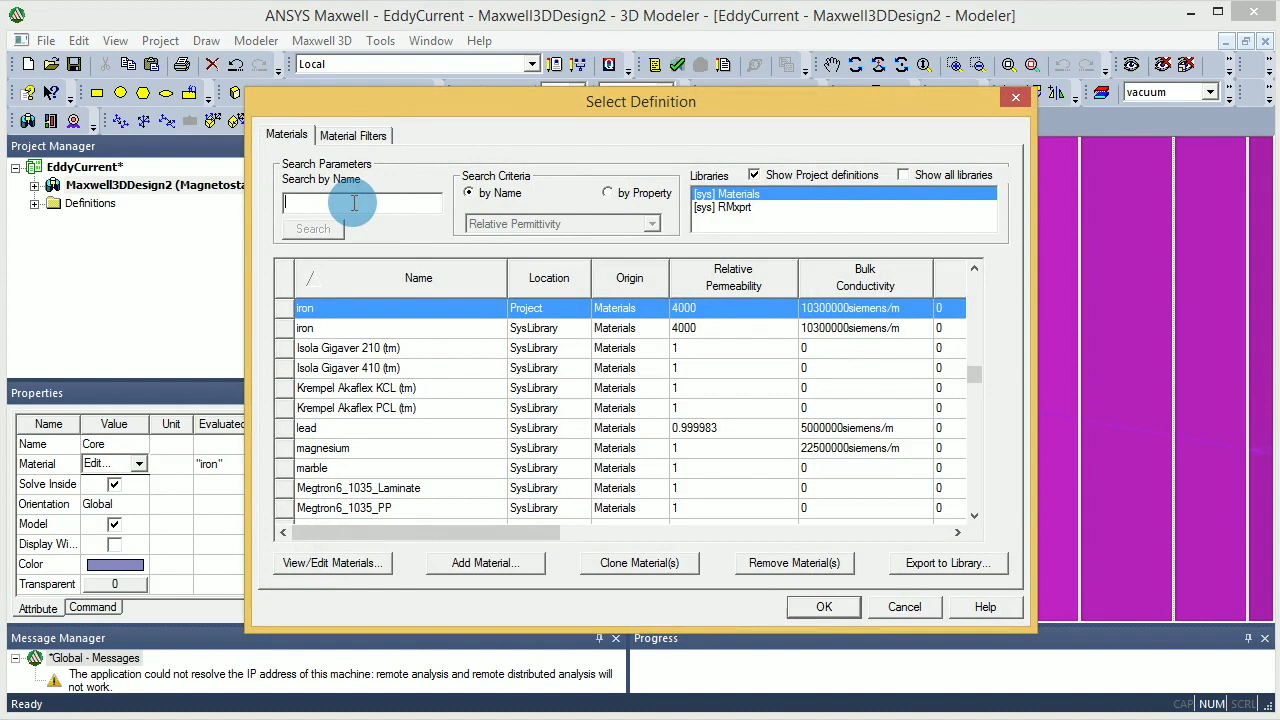 ANSYS Maxwell - EddyCurrent - Maxwell3DDesign2 - 3D Modeler - [EddyCurrent - Maxwell3DDesign2 - Modeler]
File Edit View Project Draw Modeler Maxwell 3D Tools Window Help
Local
vacuum
Select Definition
Project Manager
EddyCurrent*
Maxwell3DDesign2 (Magnetosta
Definitions
Materials
Material Filters
Search Parameters
Search by Name
Search
Search Criteria
by Name
by Property
Relative Permittivity
Libraries
Show Project definitions
Show all libraries
[sys] Materials
[sys] RMxprt
Name Location Origin Relative Permeability Bulk Conductivity
iron Project Materials 4000 10300000siemens/m 0
iron SysLibrary Materials 4000 10300000siemens/m 0
Isola Gigaver 210 (tm) SysLibrary Materials 1 0 0
Isola Gigaver 410 (tm) SysLibrary Materials 1 0 0
Krempel Akaflex KCL (tm) SysLibrary Materials 1 0 0
Krempel Akaflex PCL (tm) SysLibrary Materials 1 0 0
lead SysLibrary Materials 0.999983 5000000siemens/m 0
magnesium SysLibrary Materials 1 22500000siemens/m 0
marble SysLibrary Materials 1 0 0
Megtron6_1035_Laminate SysLibrary Materials 1 0 0
Megtron6_1035_PP SysLibrary Materials 1 0 0
View/Edit Materials...
Add Material...
Clone Material(s)
Remove Material(s)
Export to Library...
OK
Cancel
Help
Properties
Name Value Unit Evaluated
Name Core
Material Edit... "iron"
Solve Inside
Orientation Global
Model
Display Wi...
Color
Transparent 0
Attribute
Command
Message Manager
*Global - Messages
The application could not resolve the IP address of this machine: remote analysis and remote distributed analysis will
not work.
Progress
Ready
CAP NUM SCRL